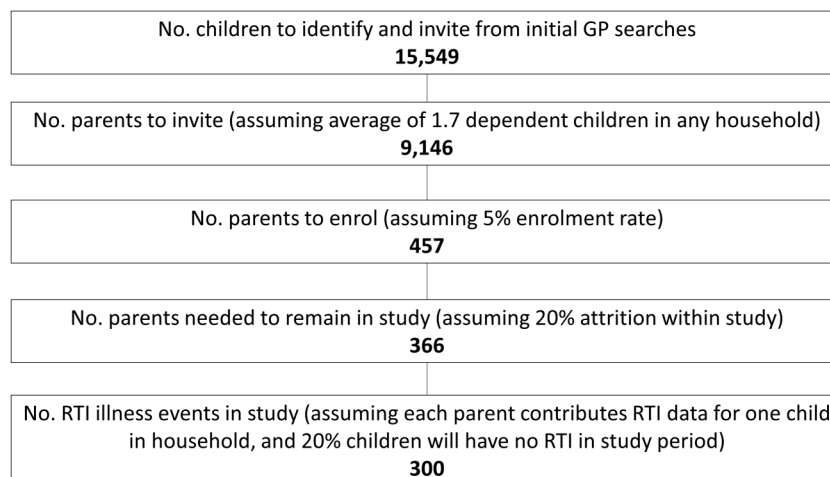 No. children to identify and invite from initial GP searches
15,549
No. parents to invite (assuming average of 1.7 dependent children in any household)
9,146
No. parents to enrol (assuming 5% enrolment rate)
457
No. parents needed to remain in study (assuming 20% attrition within study)
366
No. RTI illness events in study (assuming each parent contributes RTI data for one child
in household, and 20% children will have no RTI in study period)
300